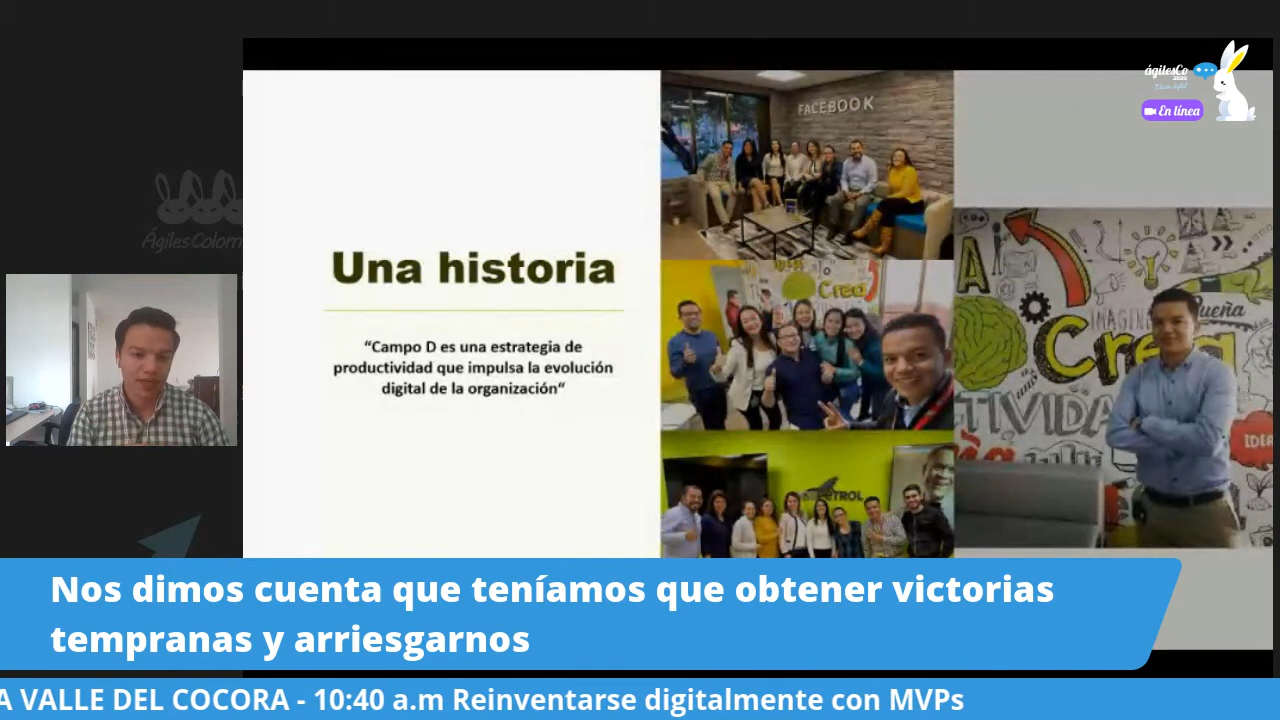 ágilesCo
2020
En línea
Ágiles Colom
FACEBOOK
Una historia
“Campo D es una estrategia de
productividad que impulsa la evolución
digital de la organización“
Crea
A
IMAGIN
Sueña
Crea
TIVIDA
IDEA
Nos dimos cuenta que teníamos que obtener victorias
tempranas y arriesgarnos
A VALLE DEL COCORA - 10:40 a.m Reinventarse digitalmente con MVPs